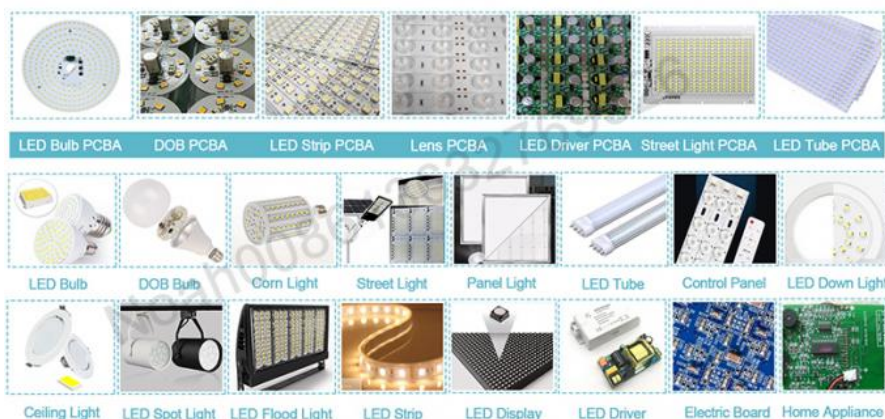 LED Bulb PCBA DOB PCBA LED Strip PCBA Lens PCBA LED Driver PCBA Street Light PCBA LED Tube PCBA
LED Bulb DOB Bulb Corn Light Street Light Panel Light LED Tube Control Panel LED Down Light
Ceiling Light LED Spot Light LED Flood Light LED Strip LED Display LED Driver Electric Board Home Appliance